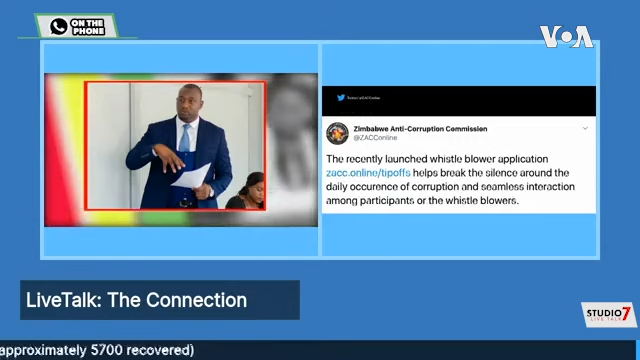 ON THE
PHONE
VOA
Zimbabwe Anti-Corruption Commission
@ZACConline
The recently launched whistle blower application
zacc.online/tipoffs helps break the silence around the
daily occurence of corruption and seamless interaction
among participants or the whistle blowers.
LiveTalk: The Connection
STUDIO 7
LIVE TALK
approximately 5700 recovered)